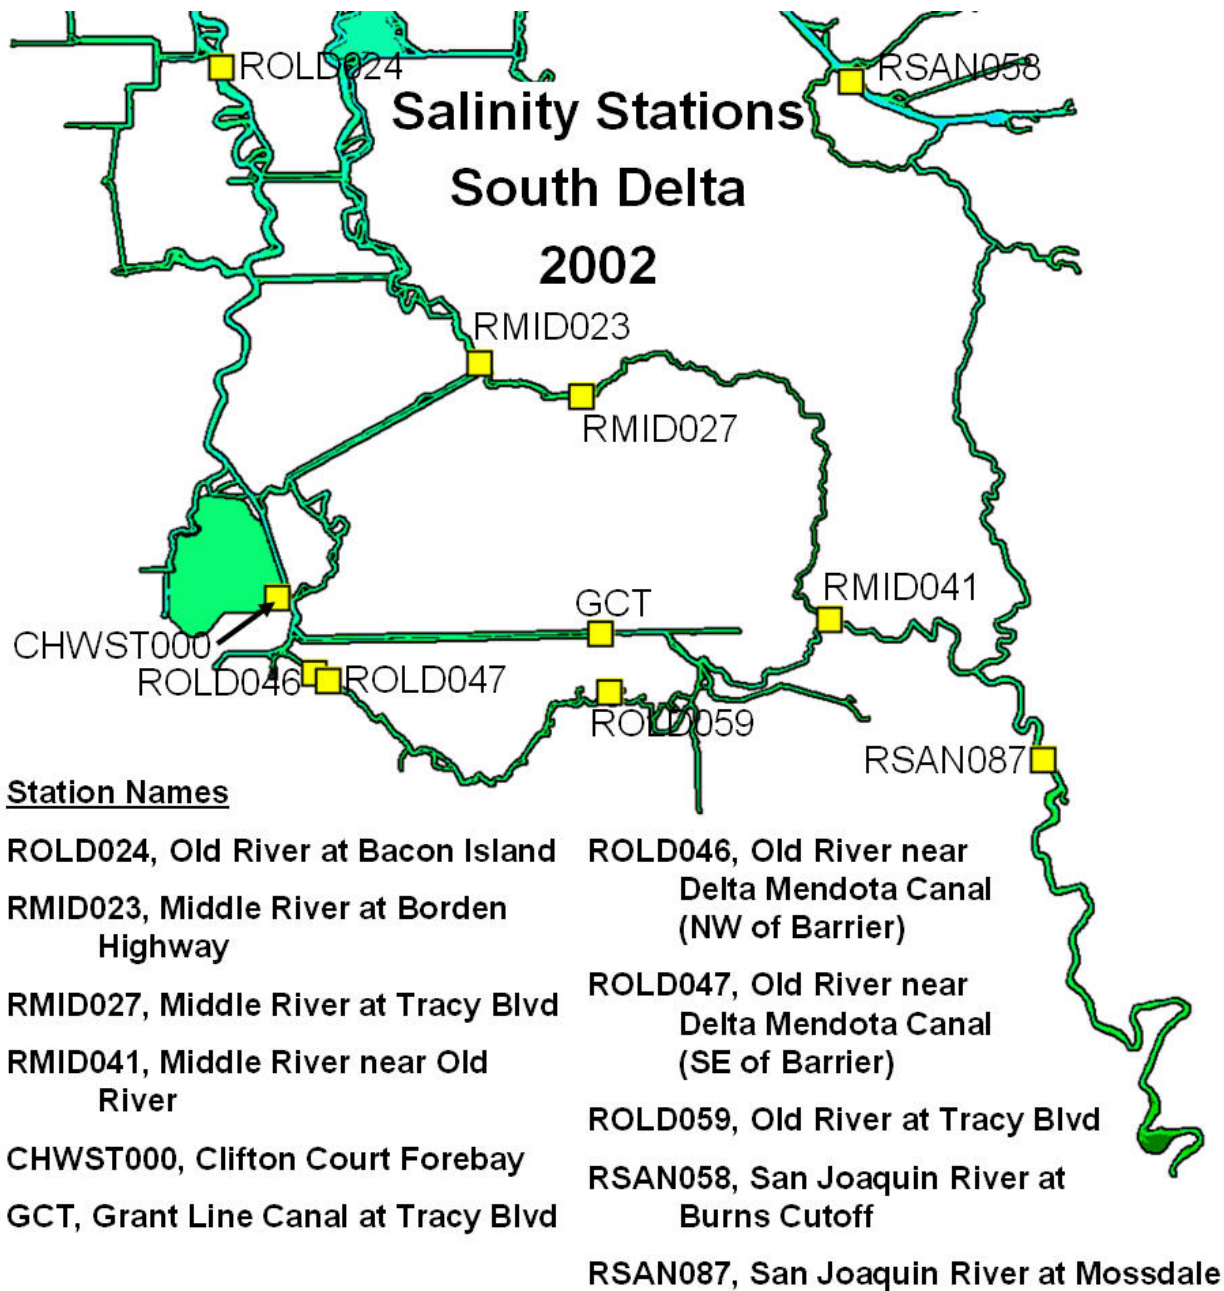 ROLD024
RSAN058
Salinity Stations
South Delta
2002
RMID023
RMID027
RMID041
GCT
CHWST000
ROLD046
ROLD047
ROLD059
RSAN087
Station Names
ROLD024, Old River at Bacon Island
RMID023, Middle River at Borden
Highway
RMID027, Middle River at Tracy Blvd
RMID041, Middle River near Old
River
CHWST000, Clifton Court Forebay
GCT, Grant Line Canal at Tracy Blvd
ROLD046, Old River near
Delta Mendota Canal
(NW of Barrier)
ROLD047, Old River near
Delta Mendota Canal
(SE of Barrier)
ROLD059, Old River at Tracy Blvd
RSAN058, San Joaquin River at
Burns Cutoff
RSAN087, San Joaquin River at Mossdale